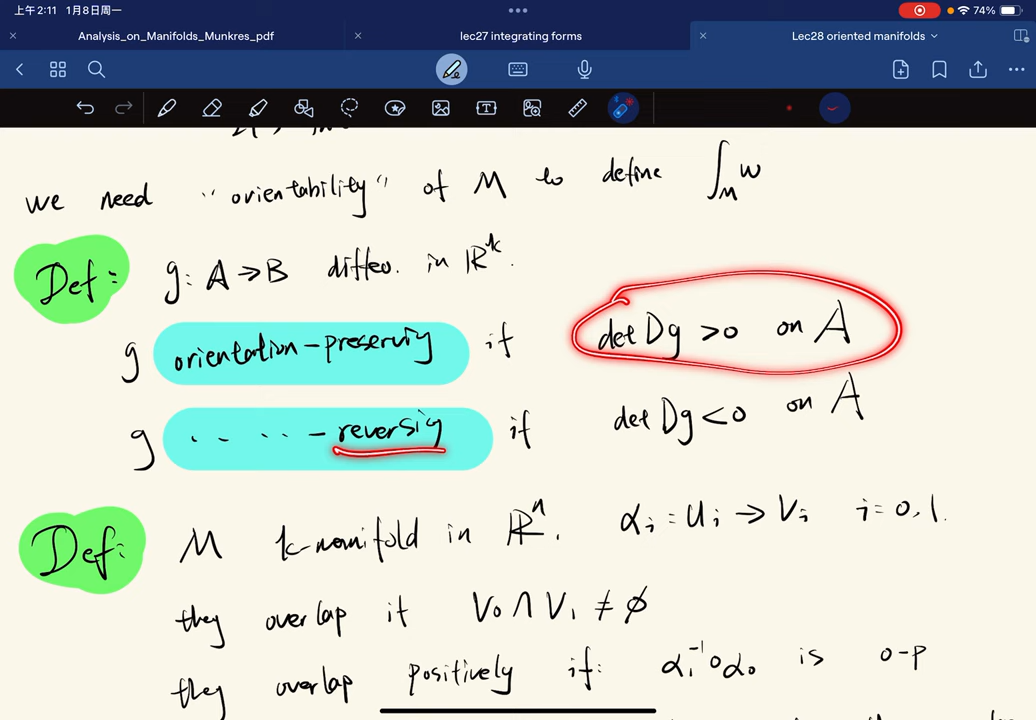 上午 2:11 1月8日周一
74%
Analysis_on_Manifolds_Munkres_pdf
lec27 integrating forms
Lec28 oriented manifolds
we need "orientability" of M to define ∫_M ω
Def: g: A → B diffeo. in ℝ^k.
g orientation-preservig if det Dg > 0 on A
g ‥ ‥ - reversig if det Dg < 0 on A
Def: M k-manifold in ℝ^n. α_i : U_i → V_i i=0,1.
they overlap if V_0 ∩ V_1 ≠ ∅
they overlap positively if: α_1^{-1} ∘ α_0 is o-p